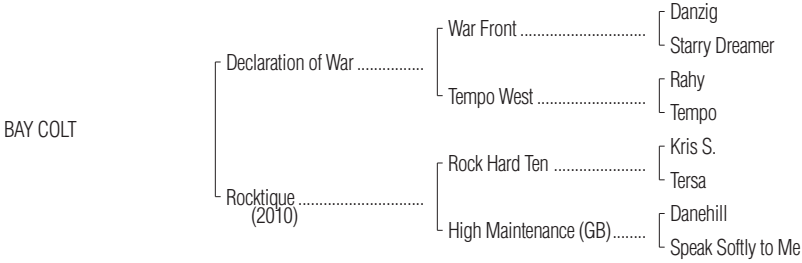 Danzig
War Front ..............................
Starry Dreamer
Declaration of War ................
Rahy
Tempo West ..........................
Tempo
BAY COLT
Kris S.
Rock Hard Ten ......................
Tersa
Rocktique ..............................
(2010)
Danehill
High Maintenance (GB)........
Speak Softly to Me